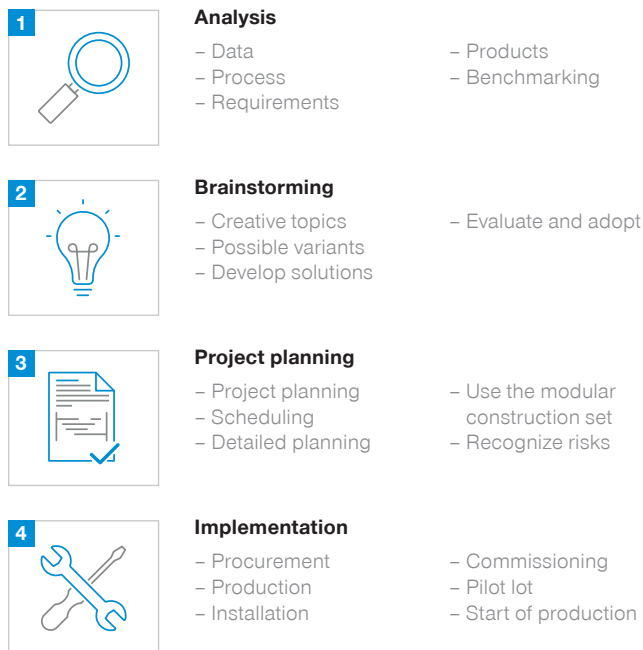 1
Analysis
– Data
– Process
– Requirements
– Products
– Benchmarking
2
Brainstorming
– Creative topics
– Possible variants
– Develop solutions
– Evaluate and adopt
3
Project planning
– Project planning
– Scheduling
– Detailed planning
– Use the modular
construction set
– Recognize risks
4
Implementation
– Procurement
– Production
– Installation
– Commissioning
– Pilot lot
– Start of production